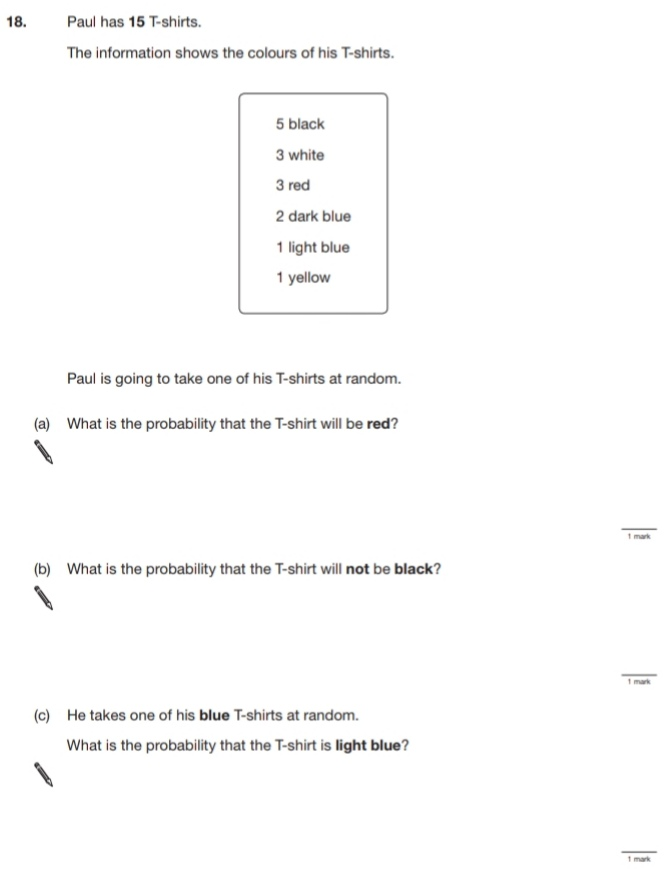 18. Paul has 15 T-shirts.
The information shows the colours of his T-shirts.
5 black
3 white
3 red
2 dark blue
1 light blue
1 yellow
Paul is going to take one of his T-shirts at random.
(a) What is the probability that the T-shirt will be red?
1 mark
(b) What is the probability that the T-shirt will not be black?
1 mark
(c) He takes one of his blue T-shirts at random.
What is the probability that the T-shirt is light blue?
1 mark